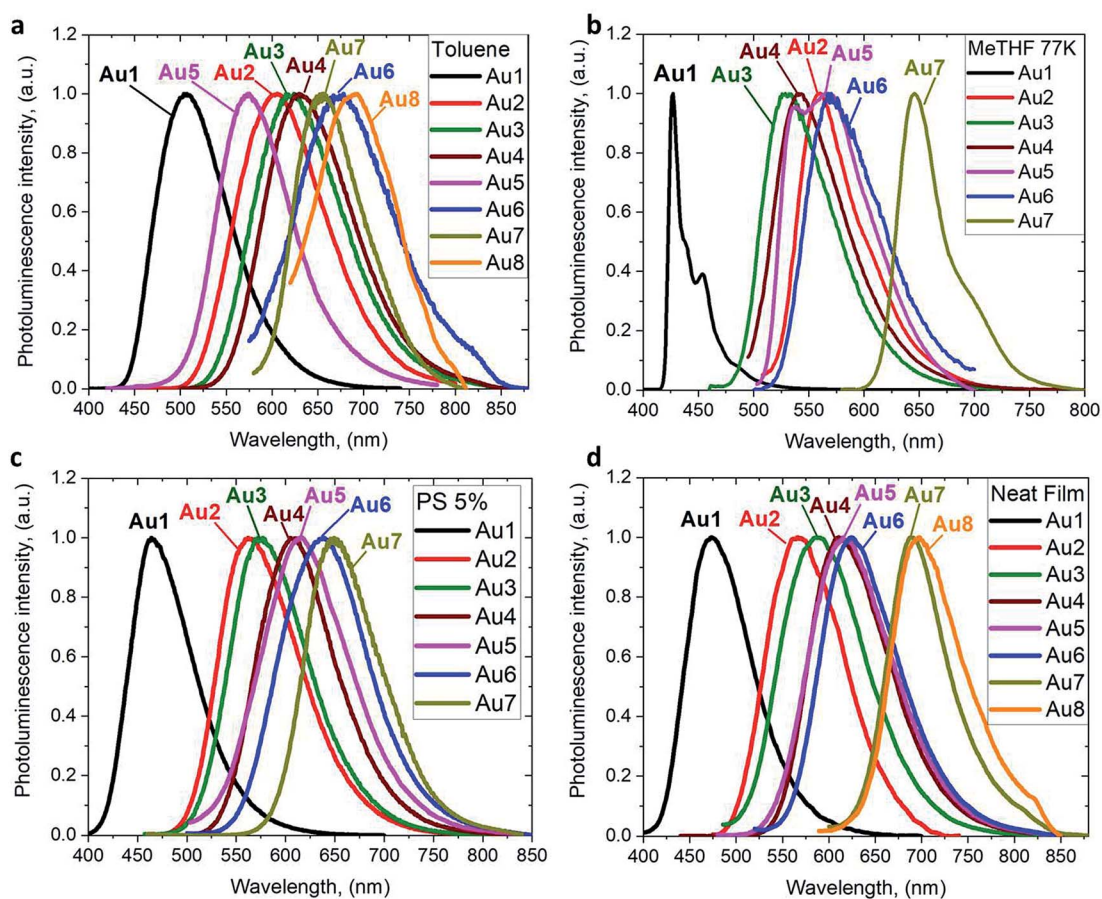 a
Photoluminescence intensity, (a.u.)
1.2
1.0
0.8
0.6
0.4
0.2
0.0
Au1
Au5
Au2
Au3
Au4
Au7
Au6
Au8
Toluene
Au1
Au2
Au3
Au4
Au5
Au6
Au7
Au8
400 450 500 550 600 650 700 750 800 850
Wavelength, (nm)
b
Photoluminescence intensity, (a.u.)
1.2
1.0
0.8
0.6
0.4
0.2
0.0
Au1
Au3
Au4
Au2
Au5
Au6
Au7
MeTHF 77K
Au1
Au2
Au3
Au4
Au5
Au6
Au7
400 450 500 550 600 650 700 750 800
Wavelength, (nm)
c
Photoluminescence intensity, (a.u.)
1.2
1.0
0.8
0.6
0.4
0.2
0.0
Au1
Au2
Au3
Au4
Au5
Au6
Au7
PS 5%
Au1
Au2
Au3
Au4
Au5
Au6
Au7
400 450 500 550 600 650 700 750 800 850
Wavelength, (nm)
d
Photoluminescence intensity, (a.u.)
1.2
1.0
0.8
0.6
0.4
0.2
0.0
Au1
Au2
Au3
Au4
Au5
Au6
Au7
Au8
Neat Film
Au1
Au2
Au3
Au4
Au5
Au6
Au7
Au8
400 450 500 550 600 650 700 750 800 850
Wavelength, (nm)